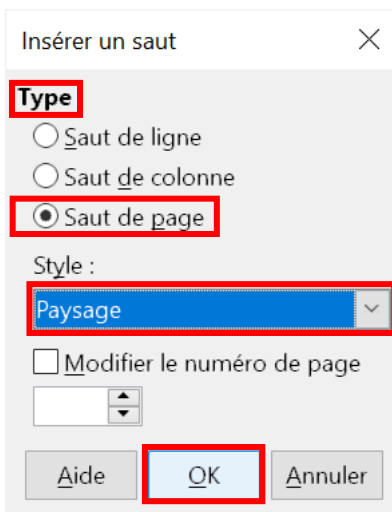 Insérer un saut
Type
Saut de ligne
Saut de colonne
Saut de page
Style :
Paysage
Modifier le numéro de page
Aide OK Annuler